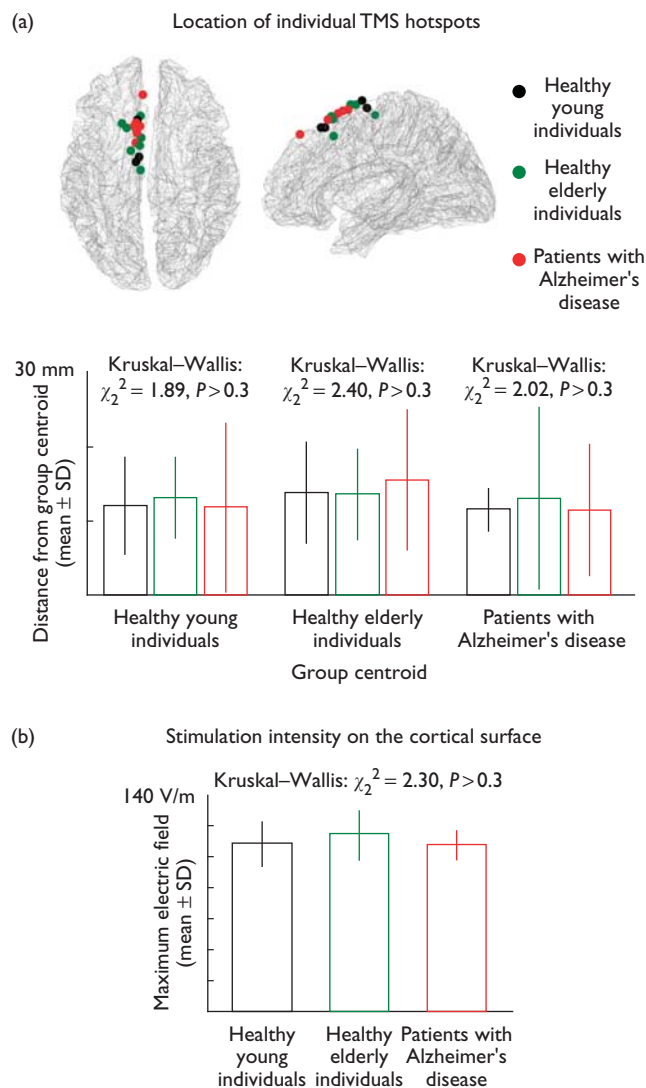 (a) Location of individual TMS hotspots
Healthy
young
individuals
Healthy
elderly
individuals
Patients with
Alzheimer's
disease
30 mm
Distance from group centroid
(mean ± SD)
Kruskal–Wallis:
χ₂² = 1.89, P > 0.3
Kruskal–Wallis:
χ₂² = 2.40, P > 0.3
Kruskal–Wallis:
χ₂² = 2.02, P > 0.3
Healthy young
individuals
Healthy elderly
individuals
Patients with
Alzheimer's disease
Group centroid
(b) Stimulation intensity on the cortical surface
Kruskal–Wallis: χ₂² = 2.30, P > 0.3
140 V/m
Maximum electric field
(mean ± SD)
Healthy
young
individuals
Healthy
elderly
individuals
Patients with
Alzheimer's
disease